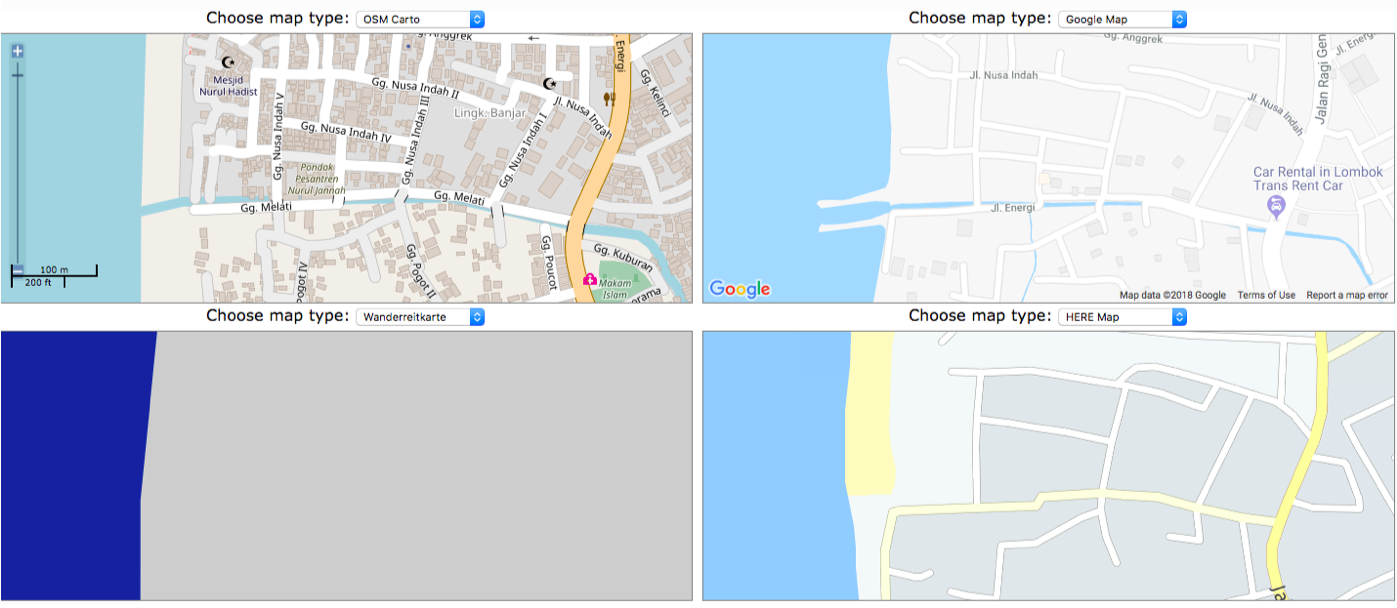 Choose map type: OSM Carto
Choose map type: Google Map
Gg. Anggrek
←
Energi
Gg. Kelinci
Mesjid
Nurul Hadist
Gg. Nusa Indah II
Lingk. Banjar
Jl. Nusa Indah
Gg. Nusa Indah V
Gg. Nusa Indah III
Gg. Nusa Indah IV
Gg. Nusa Indah I
Pondok
Pesantren
Nurul Jannah
Gg. Melati
Gg. Melati
Gg. Pogot IV
Gg. Pogot II
Gg. Poucot
Gg. Kuburan
Makam
Islam
orama
100 m
200 ft
Gg. Anggrek
Jl. Energi
Jl. Nusa Indah
Jalan Ragi Gen
Jl. Nusa Indah
Car Rental in Lombok
Trans Rent Car
Jl. Energi
Google
Map data ©2018 Google
Terms of Use
Report a map error
Choose map type: Wanderreitkarte
Choose map type: HERE Map
Ja